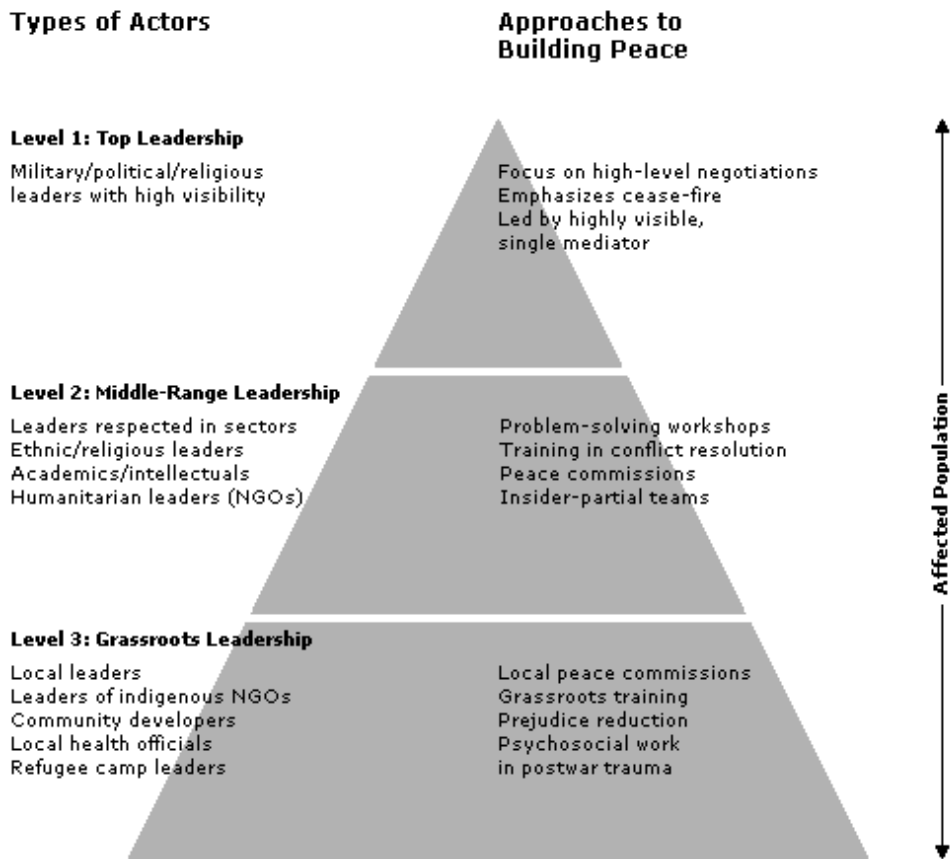 Types of Actors
Approaches to
Building Peace
Level 1: Top Leadership
Military/political/religious
leaders with high visibility
Focus on high-level negotiations
Emphasizes cease-fire
Led by highly visible,
single mediator
Level 2: Middle-Range Leadership
Leaders respected in sectors
Ethnic/religious leaders
Academics/intellectuals
Humanitarian leaders (NGOs)
Problem-solving workshops
Training in conflict resolution
Peace commissions
Insider-partial teams
Level 3: Grassroots Leadership
Local leaders
Leaders of indigenous NGOs
Community developers
Local health officials
Refugee camp leaders
Local peace commissions
Grassroots training
Prejudice reduction
Psychosocial work
in postwar trauma
Affected Population